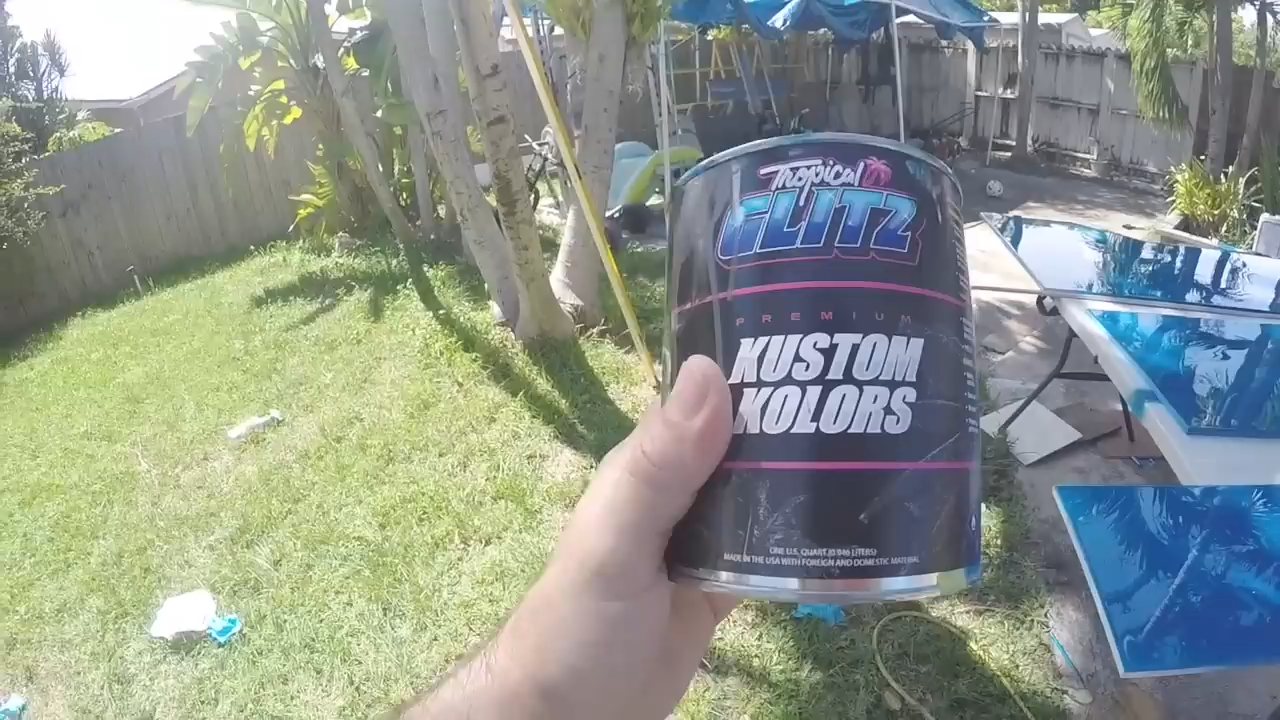 Tropical
GLITZ
PREMIUM
KUSTOM
KOLORS
ONE U.S. QUART (0.946 LITERS)
MADE IN THE USA WITH FOREIGN AND DOMESTIC MATERIAL